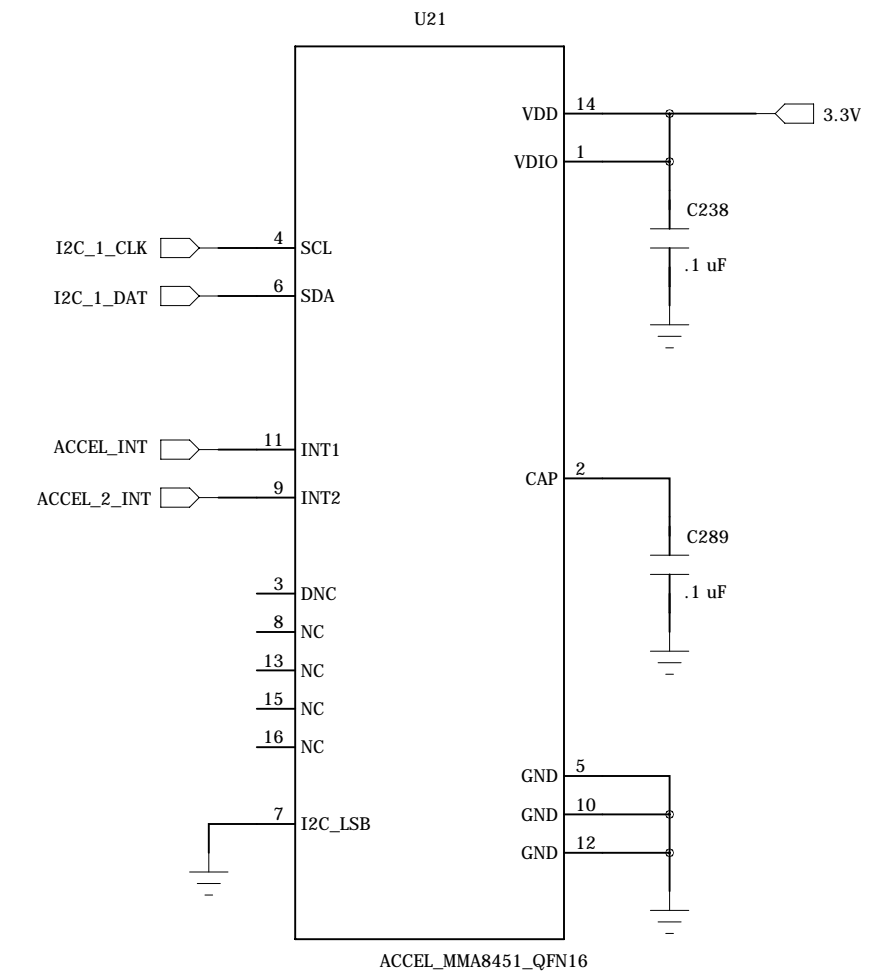 U21
14
VDD
3.3V
1
VDIO
C238
.1 uF
I2C_1_CLK
4
SCL
I2C_1_DAT
6
SDA
ACCEL_INT
11
INT1
ACCEL_2_INT
9
INT2
CAP
2
C289
.1 uF
3
DNC
8
NC
13
NC
15
NC
16
NC
7
I2C_LSB
GND
5
GND
10
GND
12
ACCEL_MMA8451_QFN16